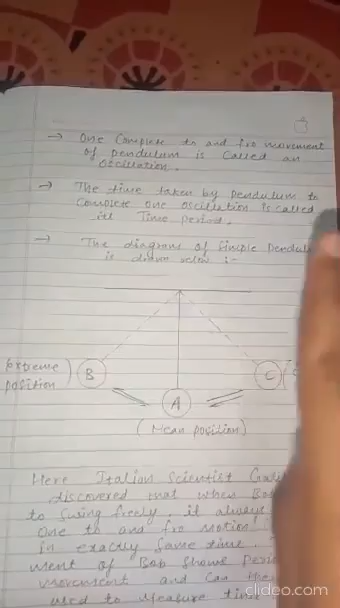 → One Complete to and fro movement
of pendulum is called an
oscillation.
→ The time taken by pendulum to
complete one oscillation is called
its Time period.
→ The diagram of simple
is drawn below :-
extreme
position)
B
C
A
(Mean position)
Here Italian Scientist
discovered that when
to swing freely, it always
one to and fro motion
in exactly same time.
ment of Bob shows
movement and can
used to measure
clideo.com